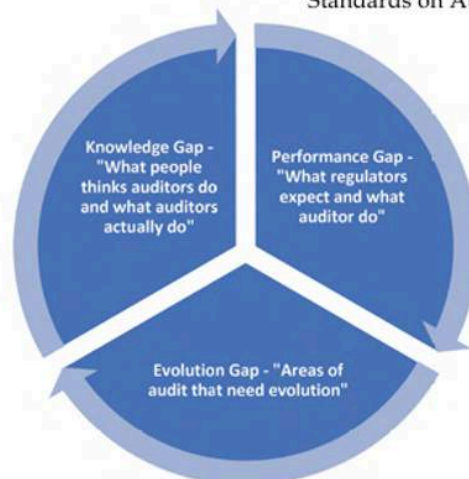 Standards on A
Knowledge Gap -
"What people
thinks auditors do
and what auditors
actually do"
Performance Gap -
"What regulators
expect and what
auditor do"
Evolution Gap - "Areas of
audit that need evolution"